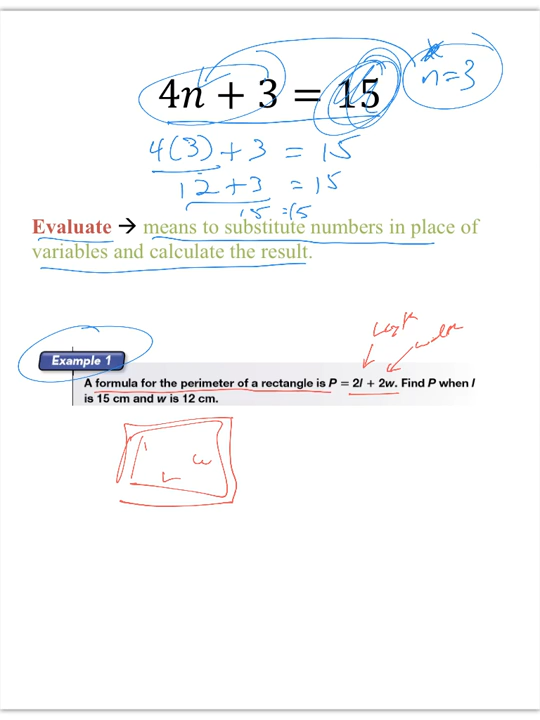 4n + 3 = 15
n = 3
4(3) + 3 = 15
12 + 3 = 15
15 = 15
Evaluate → means to substitute numbers in place of
variables and calculate the result.
Example 1
A formula for the perimeter of a rectangle is P = 2l + 2w. Find P when l
is 15 cm and w is 12 cm.
w
L